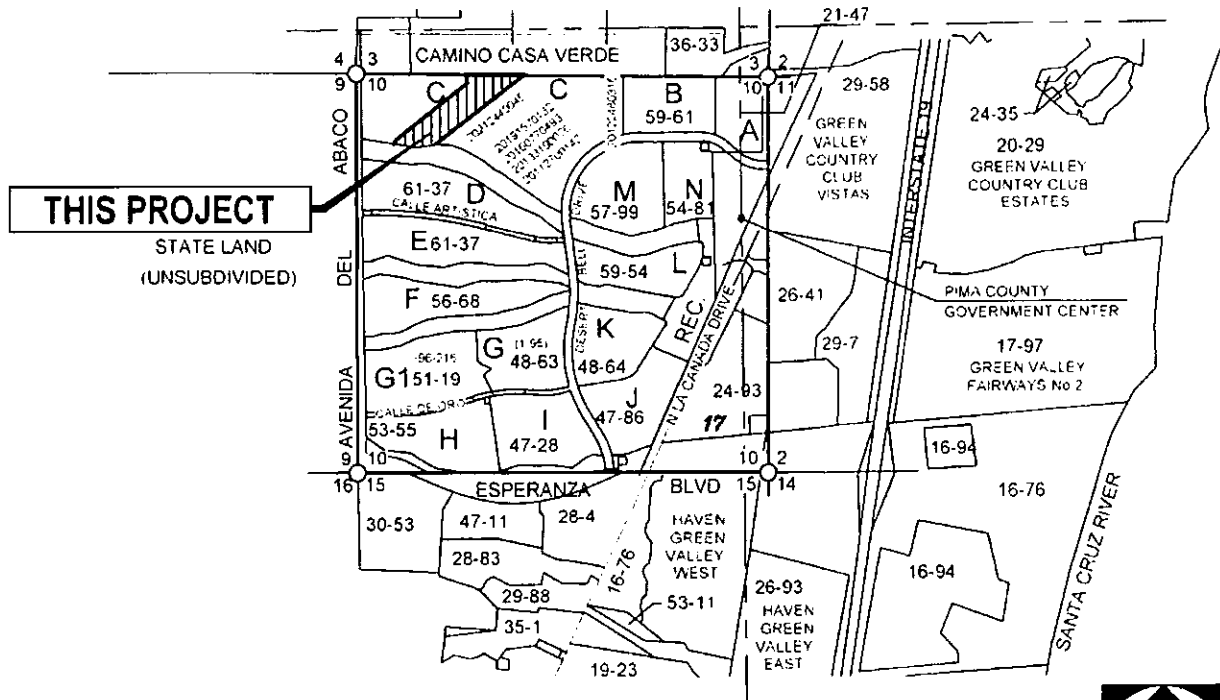 21-47
36-33
CAMINO CASA VERDE
4
3
9
10
3
2
10
11
29-58
C
C
B
59-61
A
24-35
20-29
GREEN VALLEY
COUNTRY CLUB
ESTATES
GREEN
VALLEY
COUNTRY
CLUB
VISTAS
INTERSTATE 19
THIS PROJECT
STATE LAND
(UNSUBDIVIDED)
AVENIDA DEL ABACO
61-37
D
CALLE ARTISTICA
M
57-99
N
54-81
E 61-37
59-54
L
F 56-68
K
48-64
REC.
DESERT BELL DRIVE
N LA CANADA DRIVE
26-41
29-7
PIMA COUNTY
GOVERNMENT CENTER
17-97
GREEN VALLEY
FAIRWAYS No 2
G
48-63
G1 51-19
CALLE DE ORO
24-93
J
47-86
17
53-55
H
I
47-28
16-94
9
10
16
15
10
2
15
14
ESPERANZA BLVD
16-76
30-53
47-11
28-4
HAVEN
GREEN
VALLEY
WEST
28-83
16-76
29-88
53-11
35-1
19-23
26-93
HAVEN
GREEN
VALLEY
EAST
16-94
SANTA CRUZ RIVER